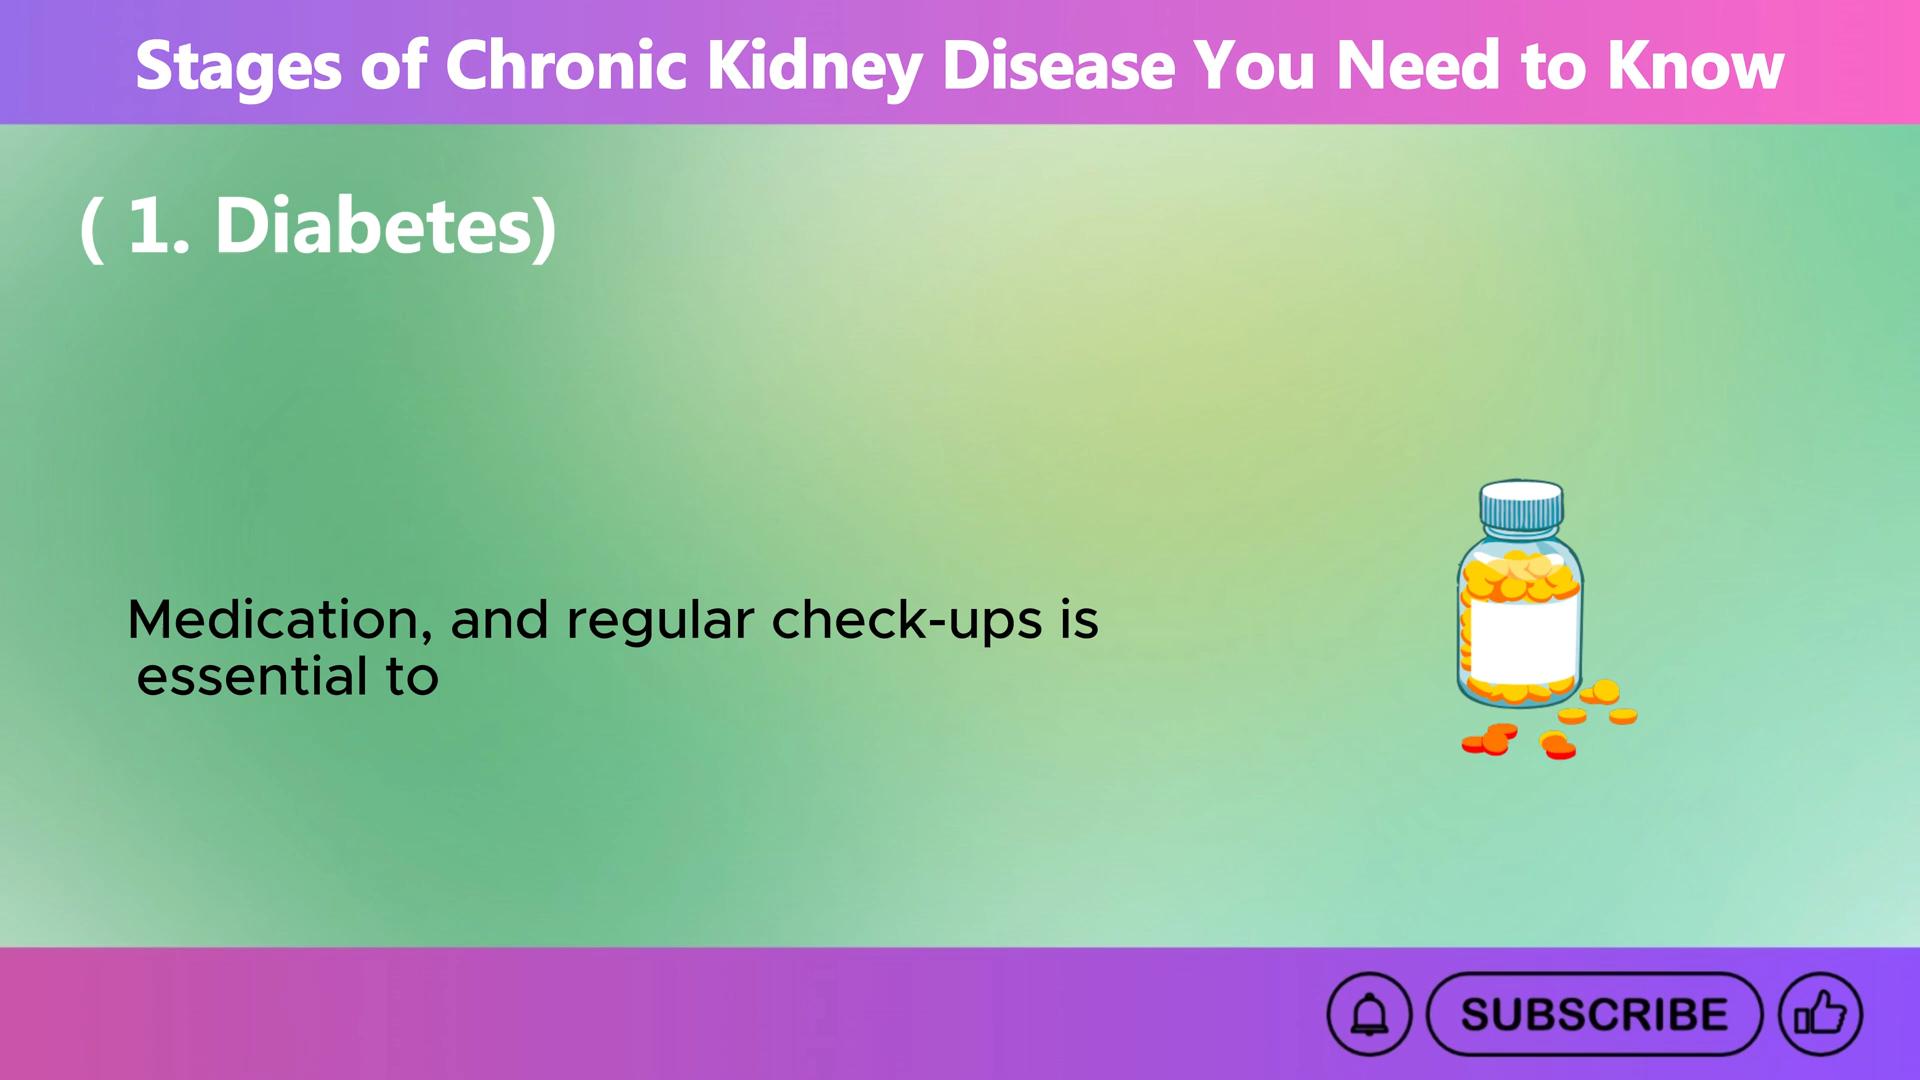 Stages of Chronic Kidney Disease You Need to Know
( 1. Diabetes)
Medication, and regular check-ups is
essential to
SUBSCRIBE